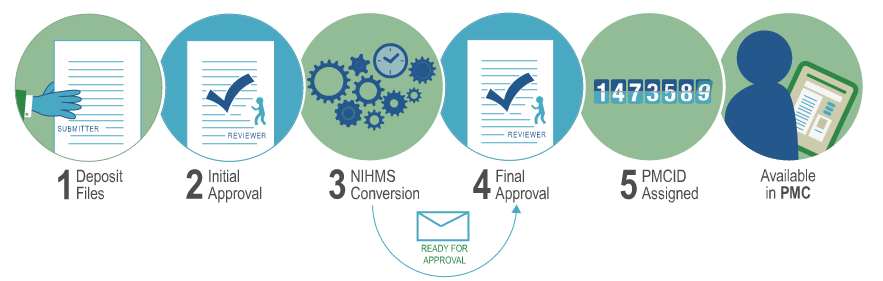 SUBMITTER
REVIEWER
REVIEWER
1473589
1 Deposit
Files
2 Initial
Approval
3 NIHMS
Conversion
4 Final
Approval
5 PMCID
Assigned
Available
in PMC
READY FOR
APPROVAL